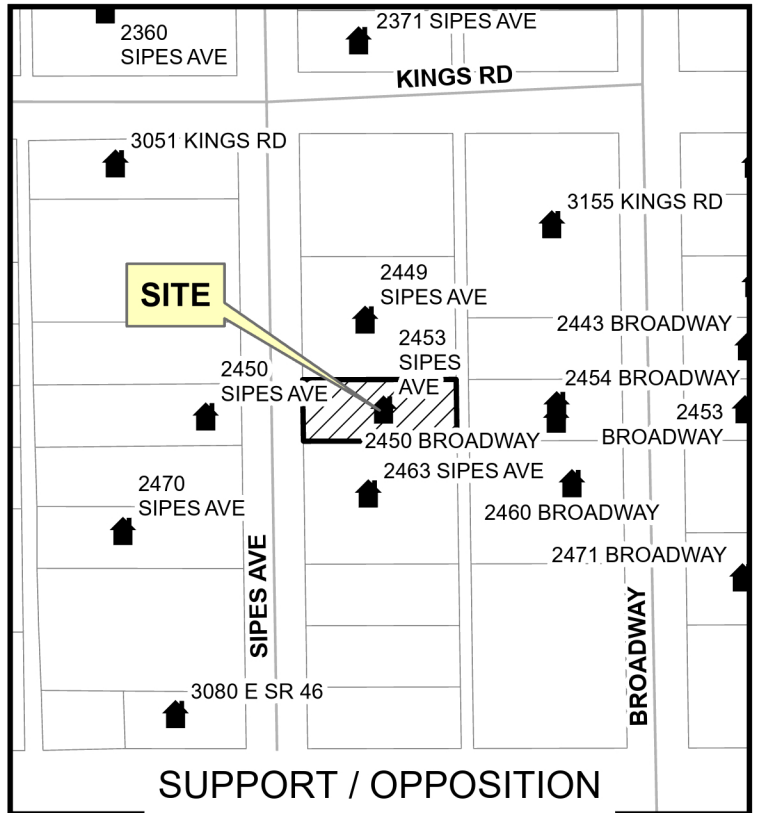 2360
SIPES AVE
2371 SIPES AVE
KINGS RD
3051 KINGS RD
3155 KINGS RD
2449
SIPES AVE
SITE
2443 BROADWAY
2453
SIPES
AVE
2450
SIPES AVE
2454 BROADWAY
2453
BROADWAY
2450 BROADWAY
2463 SIPES AVE
2470
SIPES AVE
2460 BROADWAY
2471 BROADWAY
SIPES AVE
BROADWAY
3080 E SR 46
SUPPORT / OPPOSITION